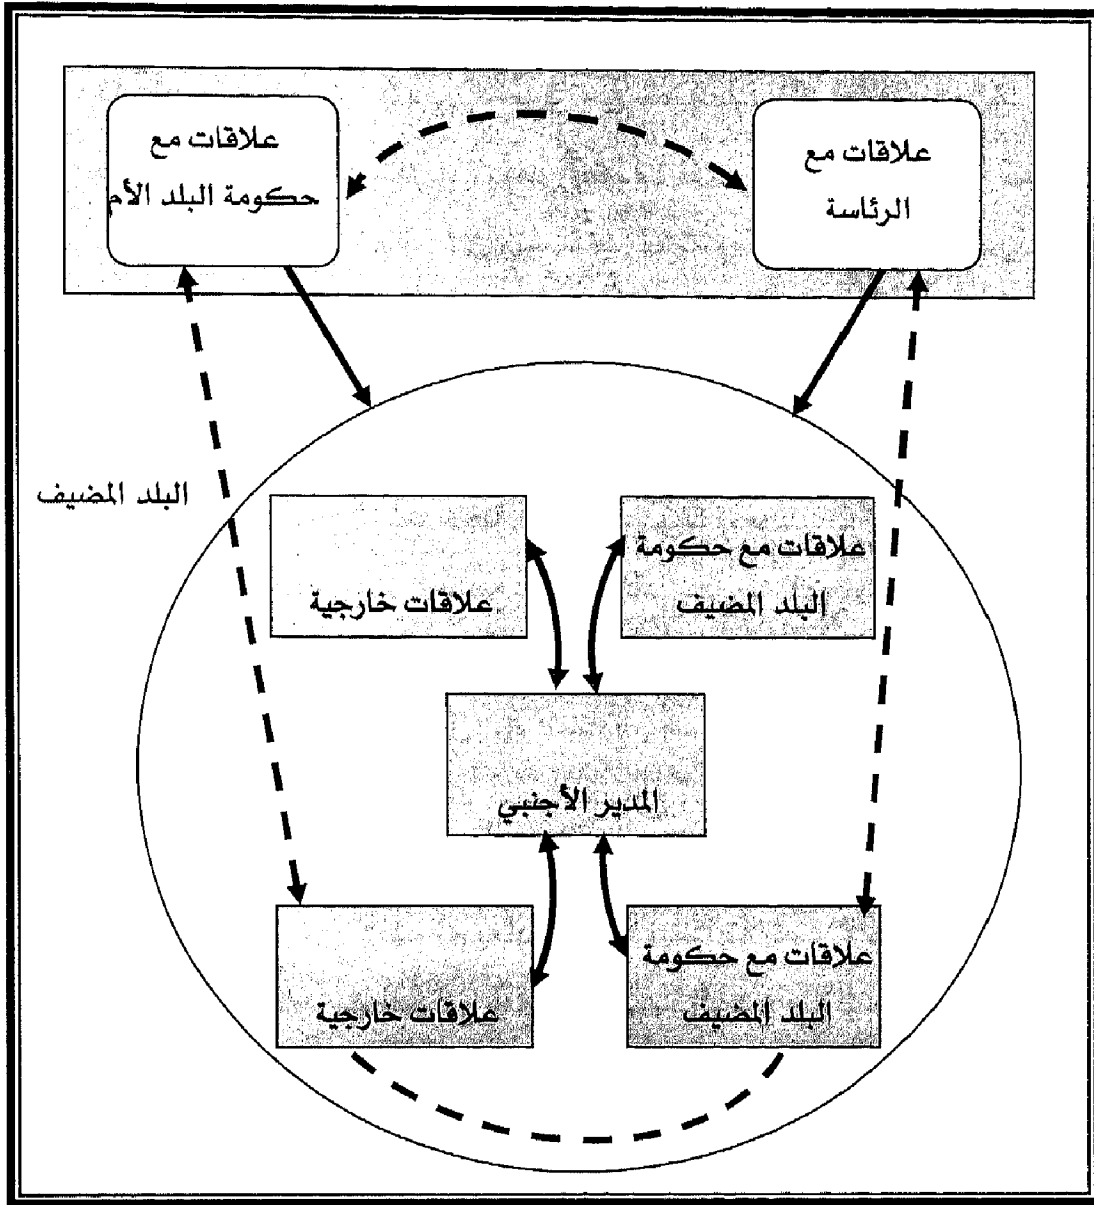 علاقات مع
الرئاسة
علاقات مع
حكومة البلد الأم
البلد المضيف
علاقات مع حكومة
البلد المضيف
علاقات خارجية
المدير الأجنبي
علاقات مع حكومة
البلد المضيف
علاقات خارجية